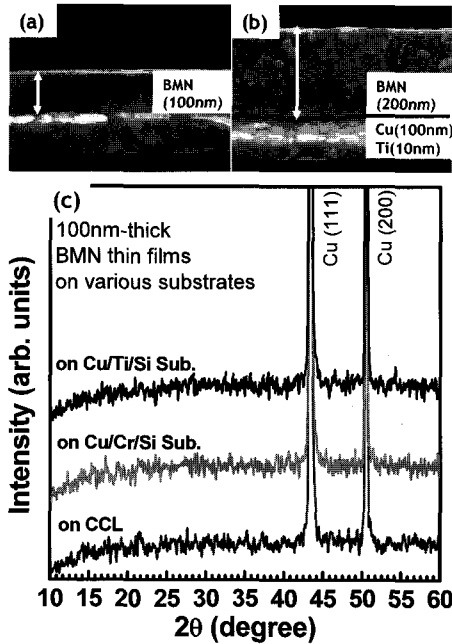 (a)
BMN
(100nm)
(b)
BMN
(200nm)
Cu(100nm)
Ti(10nm)
(c)
100nm-thick
BMN thin films
on various substrates
Cu (111)
Cu (200)
on Cu/Ti/Si Sub.
on Cu/Cr/Si Sub.
on CCL
Intensity (arb. units)
10 15 20 25 30 35 40 45 50 55 60
2θ (degree)